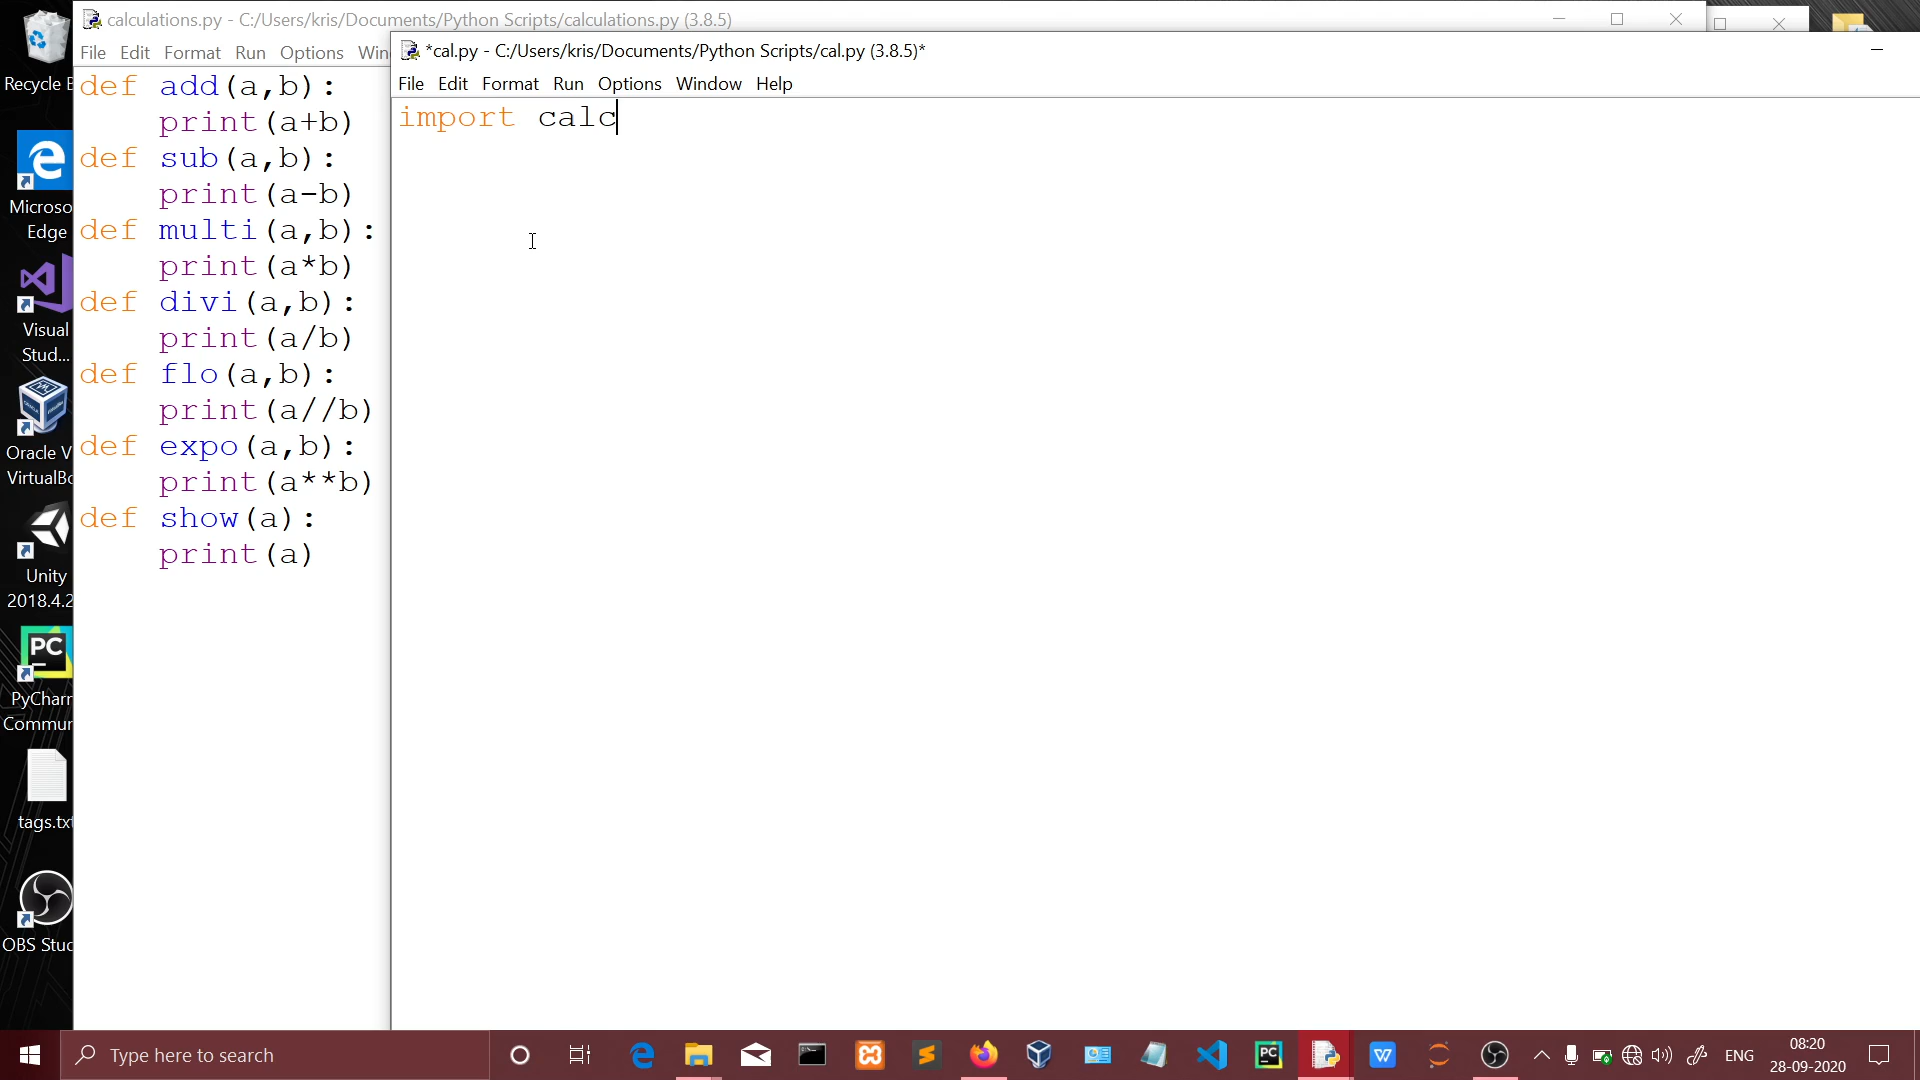 calculations.py - C:/Users/kris/Documents/Python Scripts/calculations.py (3.8.5)
File Edit Format Run Options Win
def add(a,b):
    print(a+b)
def sub(a,b):
    print(a-b)
def multi(a,b):
    print(a*b)
def divi(a,b):
    print(a/b)
def flo(a,b):
    print(a//b)
def expo(a,b):
    print(a**b)
def show(a):
    print(a)
*cal.py - C:/Users/kris/Documents/Python Scripts/cal.py (3.8.5)*
File Edit Format Run Options Window Help
import calc
Recycle B
Microso
Edge
Visual
Stud...
Oracle V
VirtualBo
Unity
2018.4.2
PC
PyCharr
Commur
tags.txt
OBS Stud
Type here to search
PC
W
ENG
08:20
28-09-2020